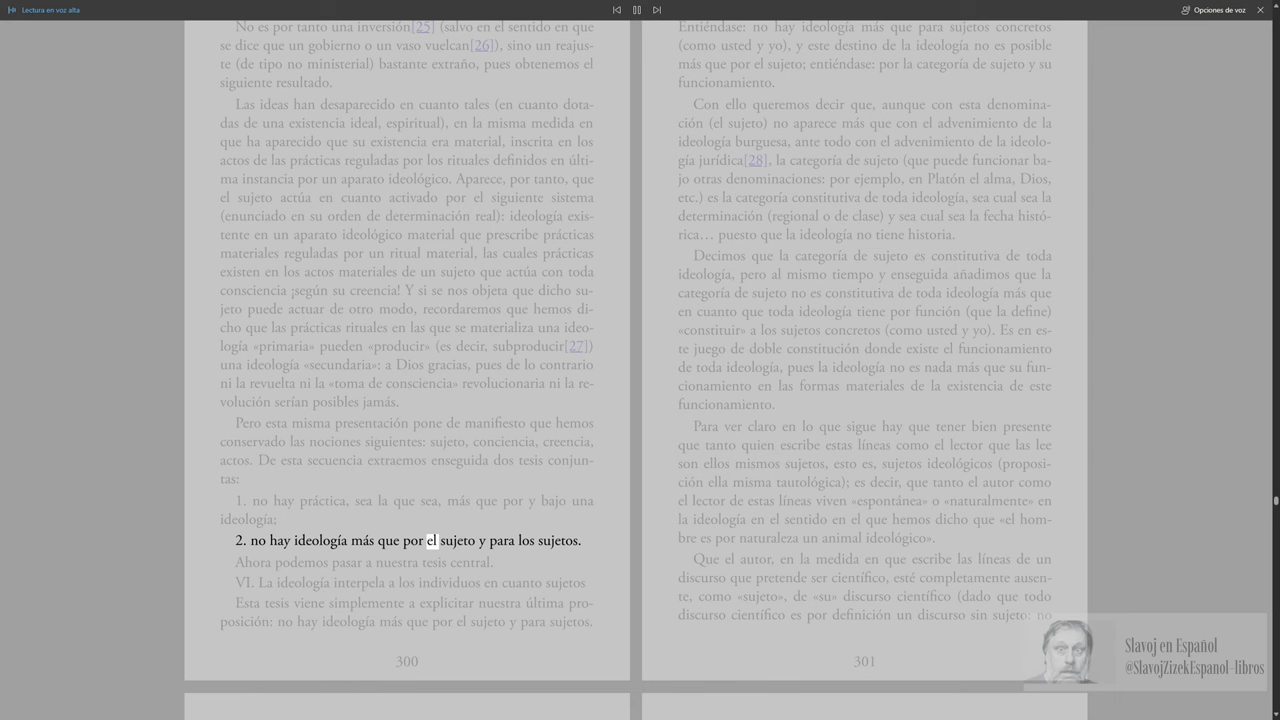 Lectura en voz alta
Opciones de voz
No es por tanto una inversión[25] (salvo en el sentido en que
se dice que un gobierno o un vaso vuelcan[26]), sino un reajus-
te (de tipo no ministerial) bastante extraño, pues obtenemos el
siguiente resultado.
Las ideas han desaparecido en cuanto tales (en cuanto dota-
das de una existencia ideal, espiritual), en la misma medida en
que ha aparecido que su existencia era material, inscrita en los
actos de las prácticas reguladas por los rituales definidos en últi-
ma instancia por un aparato ideológico. Aparece, por tanto, que
el sujeto actúa en cuanto activado por el siguiente sistema
(enunciado en su orden de determinación real): ideología exis-
tente en un aparato ideológico material que prescribe prácticas
materiales reguladas por un ritual material, las cuales prácticas
existen en los actos materiales de un sujeto que actúa con toda
consciencia ¡según su creencia! Y si se nos objeta que dicho su-
jeto puede actuar de otro modo, recordaremos que hemos di-
cho que las prácticas rituales en las que se materializa una ideo-
logía «primaria» pueden «producir» (es decir, subproducir[27])
una ideología «secundaria»: a Dios gracias, pues de lo contrario
ni la revuelta ni la «toma de consciencia» revolucionaria ni la re-
volución serían posibles jamás.
Pero esta misma presentación pone de manifiesto que hemos
conservado las nociones siguientes: sujeto, conciencia, creencia,
actos. De esta secuencia extraemos enseguida dos tesis conjun-
tas:
1. no hay práctica, sea la que sea, más que por y bajo una
ideología;
2. no hay ideología más que por el sujeto y para los sujetos.
Ahora podemos pasar a nuestra tesis central.
VI. La ideología interpela a los individuos en cuanto sujetos
Esta tesis viene simplemente a explicitar nuestra última pro-
posición: no hay ideología más que por el sujeto y para sujetos.
300
Entiéndase: no hay ideología más que para sujetos concretos
(como usted y yo), y este destino de la ideología no es posible
más que por el sujeto; entiéndase: por la categoría de sujeto y su
funcionamiento.
Con ello queremos decir que, aunque con esta denomina-
ción (el sujeto) no aparece más que con el advenimiento de la
ideología burguesa, ante todo con el advenimiento de la ideolo-
gía jurídica[28], la categoría de sujeto (que puede funcionar ba-
jo otras denominaciones: por ejemplo, en Platón el alma, Dios,
etc.) es la categoría constitutiva de toda ideología, sea cual sea la
determinación (regional o de clase) y sea cual sea la fecha histó-
rica… puesto que la ideología no tiene historia.
Decimos que la categoría de sujeto es constitutiva de toda
ideología, pero al mismo tiempo y enseguida añadimos que la
categoría de sujeto no es constitutiva de toda ideología más que
en cuanto que toda ideología tiene por función (que la define)
«constituir» a los sujetos concretos (como usted y yo). Es en es-
te juego de doble constitución donde existe el funcionamiento
de toda ideología, pues la ideología no es nada más que su fun-
cionamiento en las formas materiales de la existencia de este
funcionamiento.
Para ver claro en lo que sigue hay que tener bien presente
que tanto quien escribe estas líneas como el lector que las lee
son ellos mismos sujetos, esto es, sujetos ideológicos (proposi-
ción ella misma tautológica); es decir, que tanto el autor como
el lector de estas líneas viven «espontánea» o «naturalmente» en
la ideología en el sentido en el que hemos dicho que «el hom-
bre es por naturaleza un animal ideológico».
Que el autor, en la medida en que escribe las líneas de un
discurso que pretende ser científico, esté completamente ausen-
te, como «sujeto», de «su» discurso científico (dado que todo
discurso científico es por definición un discurso sin sujeto: no
301
Slavoj en Español
@SlavojZizekEspanol-libros